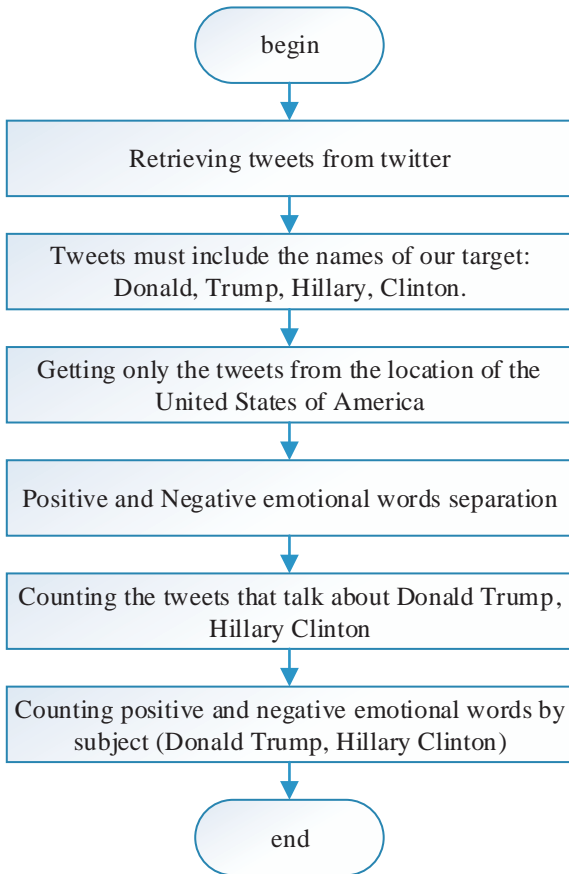 begin
Retrieving tweets from twitter
Tweets must include the names of our target:
Donald, Trump, Hillary, Clinton.
Getting only the tweets from the location of the
United States of America
Positive and Negative emotional words separation
Counting the tweets that talk about Donald Trump,
Hillary Clinton
Counting positive and negative emotional words by
subject (Donald Trump, Hillary Clinton)
end